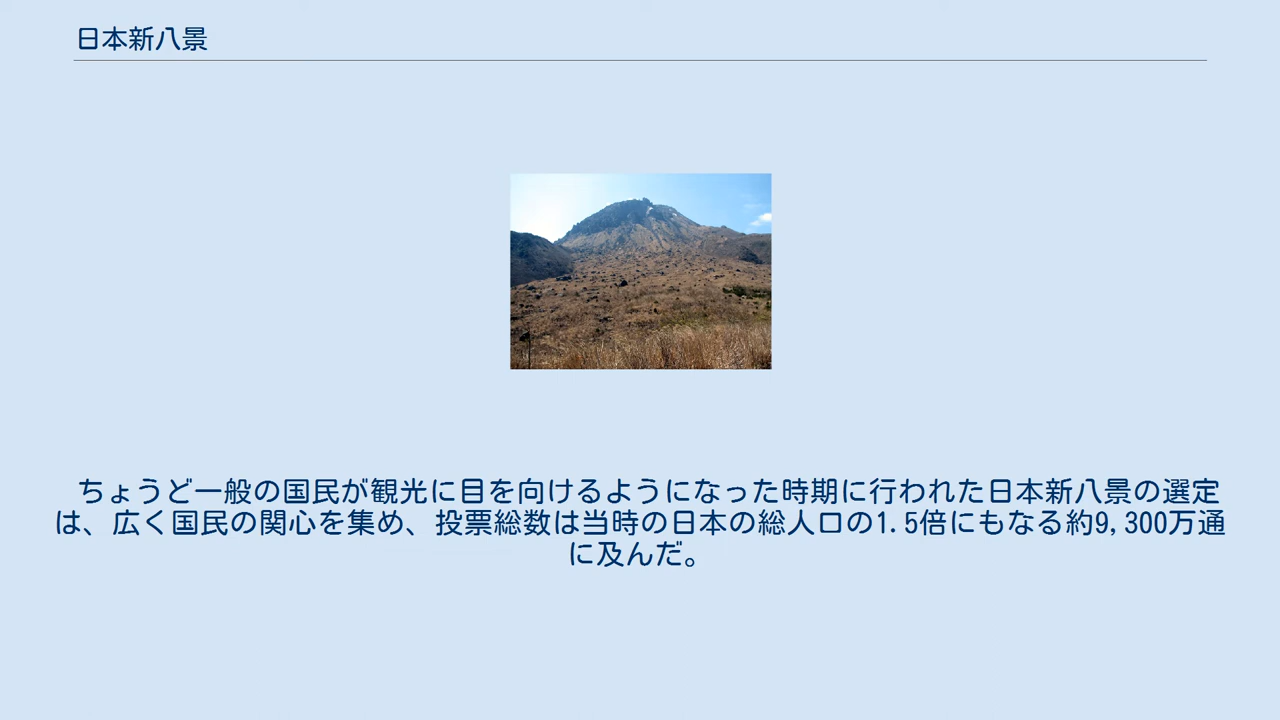 日本新八景
ちょうど一般の国民が観光に目を向けるようになった時期に行われた日本新八景の選定
は、広く国民の関心を集め、投票総数は当時の日本の総人口の1.5倍にもなる約9,300万通
に及んだ。